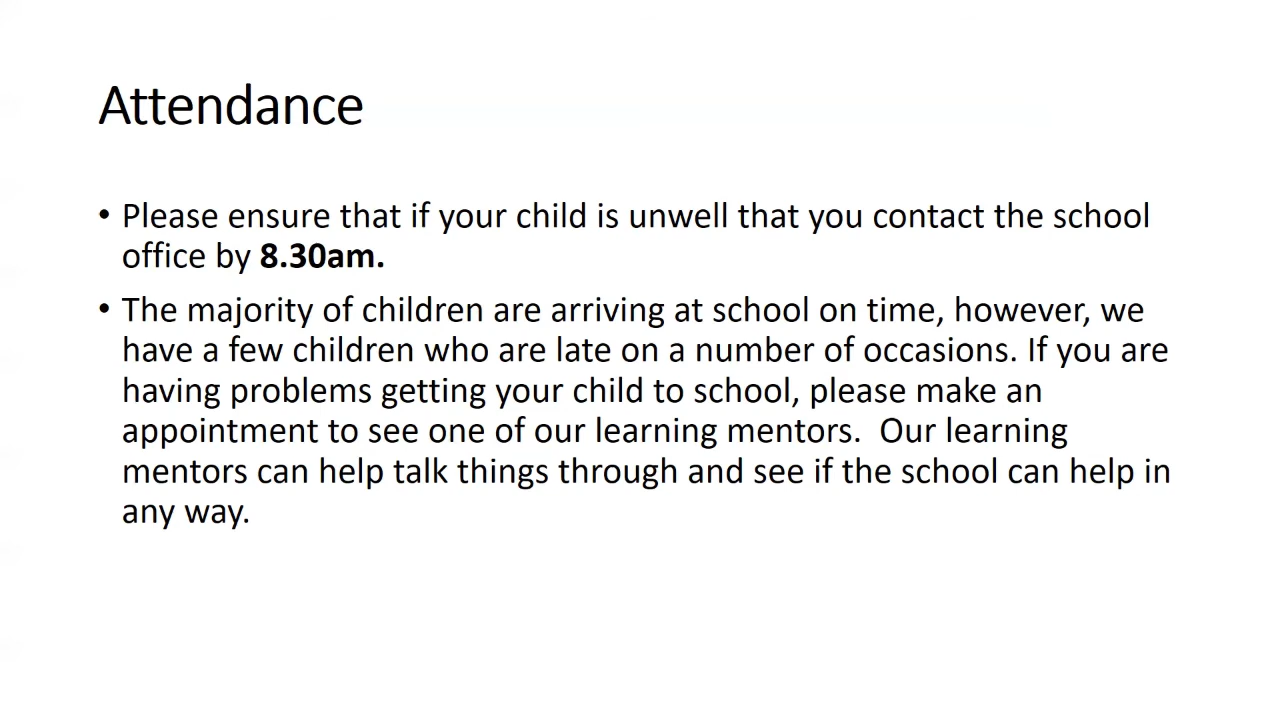 Attendance
• Please ensure that if your child is unwell that you contact the school
office by 8.30am.
• The majority of children are arriving at school on time, however, we
have a few children who are late on a number of occasions. If you are
having problems getting your child to school, please make an
appointment to see one of our learning mentors.  Our learning
mentors can help talk things through and see if the school can help in
any way.